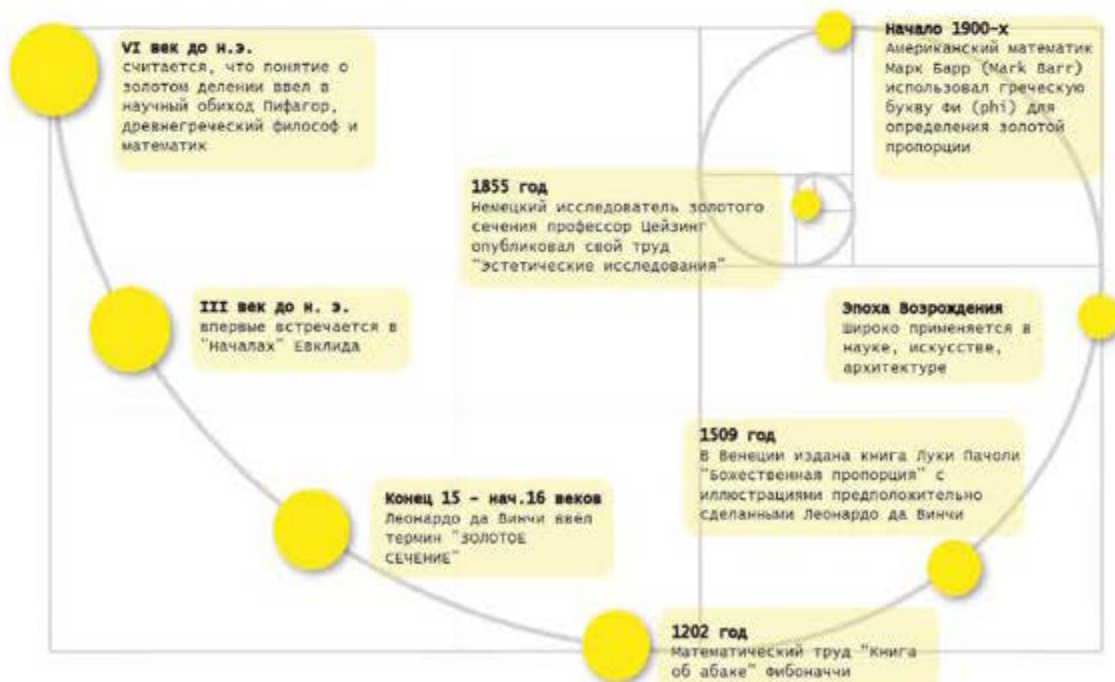 VI век до н.э.
считается, что понятие о
золотом делении ввел в
научный обиход Пифагор,
древнегреческий философ и
математик
Начало 1900-х
Американский математик
Марк Барр (Mark Barr)
использовал греческую
букву Фи (phi) для
определения золотой
пропорции
1855 год
Немецкий исследователь золотого
сечения профессор Цейзинг
опубликовал свой труд
"Эстетические исследования"
III век до н. э.
впервые встречается в
"Началах" Евклида
Эпоха Возрождения
Широко применяется в
науке, искусстве,
архитектуре
1509 год
В Венеции издана книга Луки Пачоли
"Божественная пропорция" с
иллюстрациями предположительно
сделанными Леонардо да Винчи
Конец 15 - нач.16 веков
Леонардо да Винчи ввёл
термин "ЗОЛОТОЕ
СЕЧЕНИЕ"
1202 год
Математический труд "Книга
об абаке" Фибоначчи